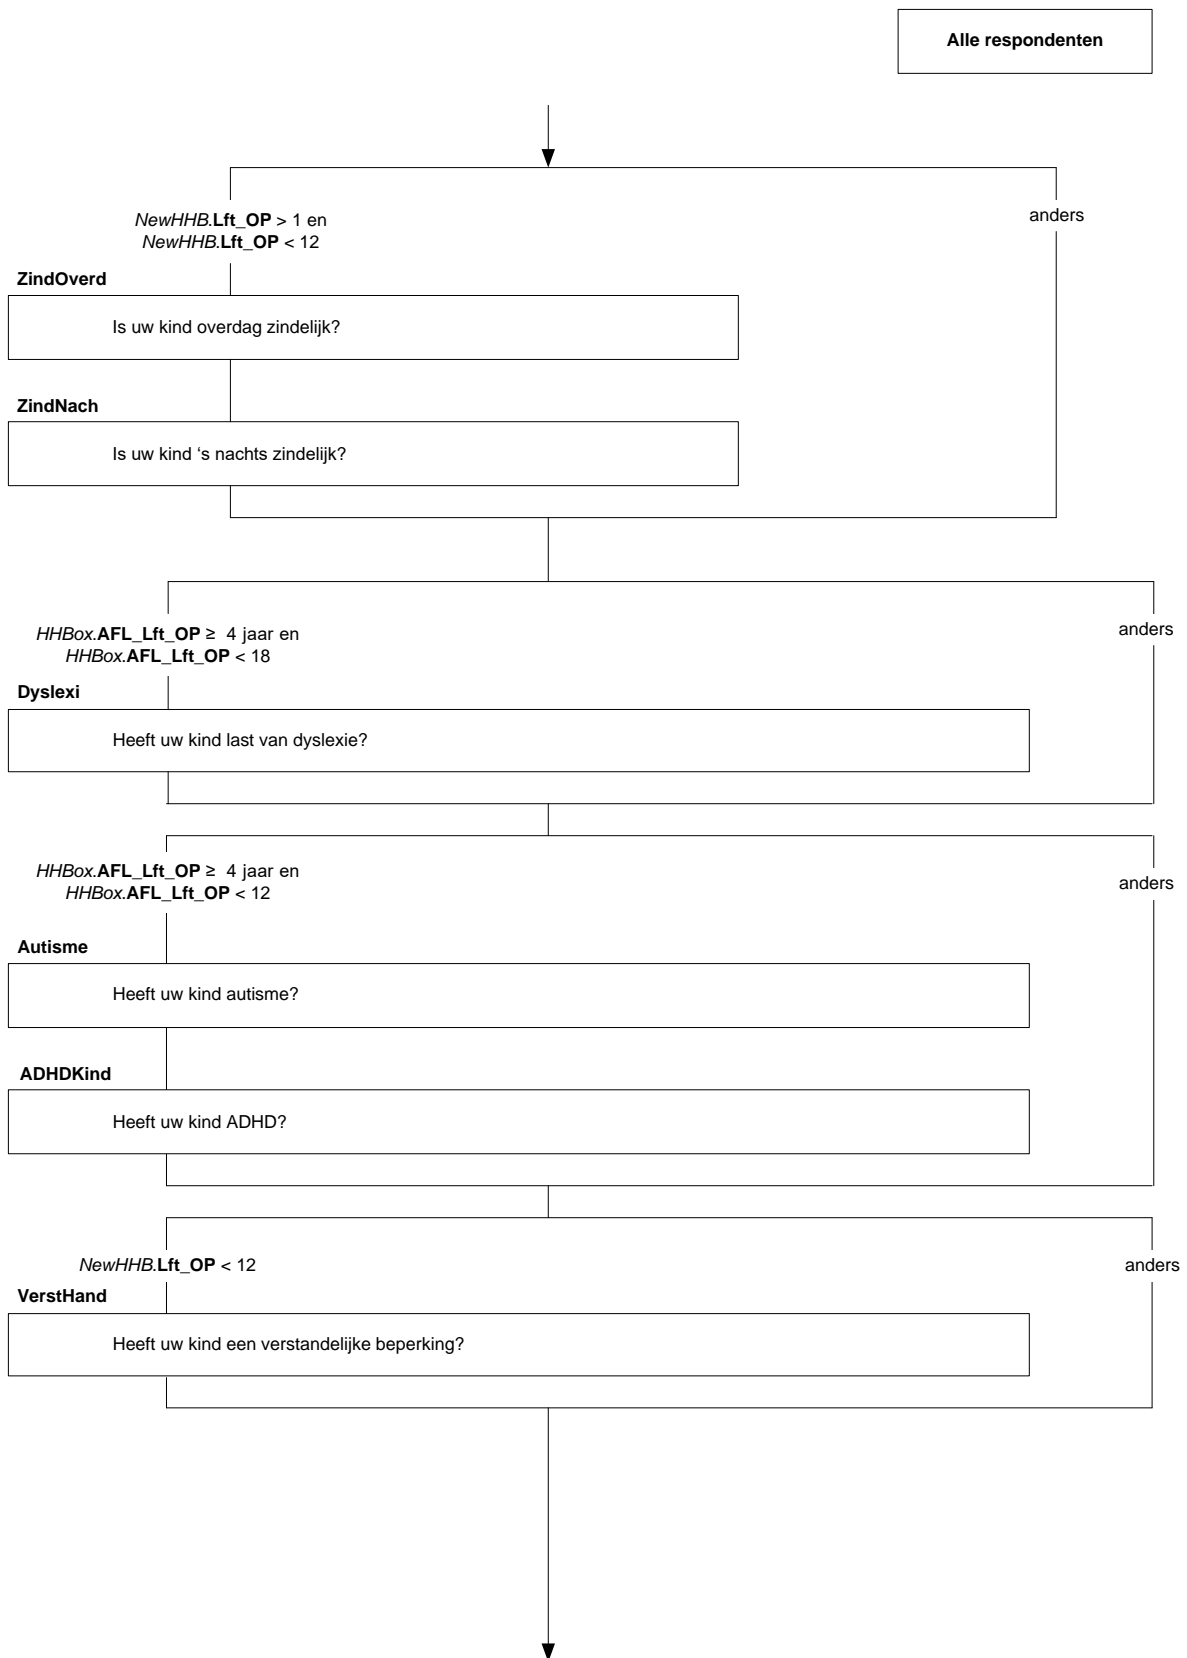 Alle respondenten
NewHHB.Lft_OP > 1 en
NewHHB.Lft_OP < 12
anders
ZindOverd
Is uw kind overdag zindelijk?
ZindNach
Is uw kind ‘s nachts zindelijk?
HHBox.AFL_Lft_OP ≥ 4 jaar en
HHBox.AFL_Lft_OP < 18
anders
Dyslexi
Heeft uw kind last van dyslexie?
HHBox.AFL_Lft_OP ≥ 4 jaar en
HHBox.AFL_Lft_OP < 12
anders
Autisme
Heeft uw kind autisme?
ADHDKind
Heeft uw kind ADHD?
NewHHB.Lft_OP < 12
anders
VerstHand
Heeft uw kind een verstandelijke beperking?